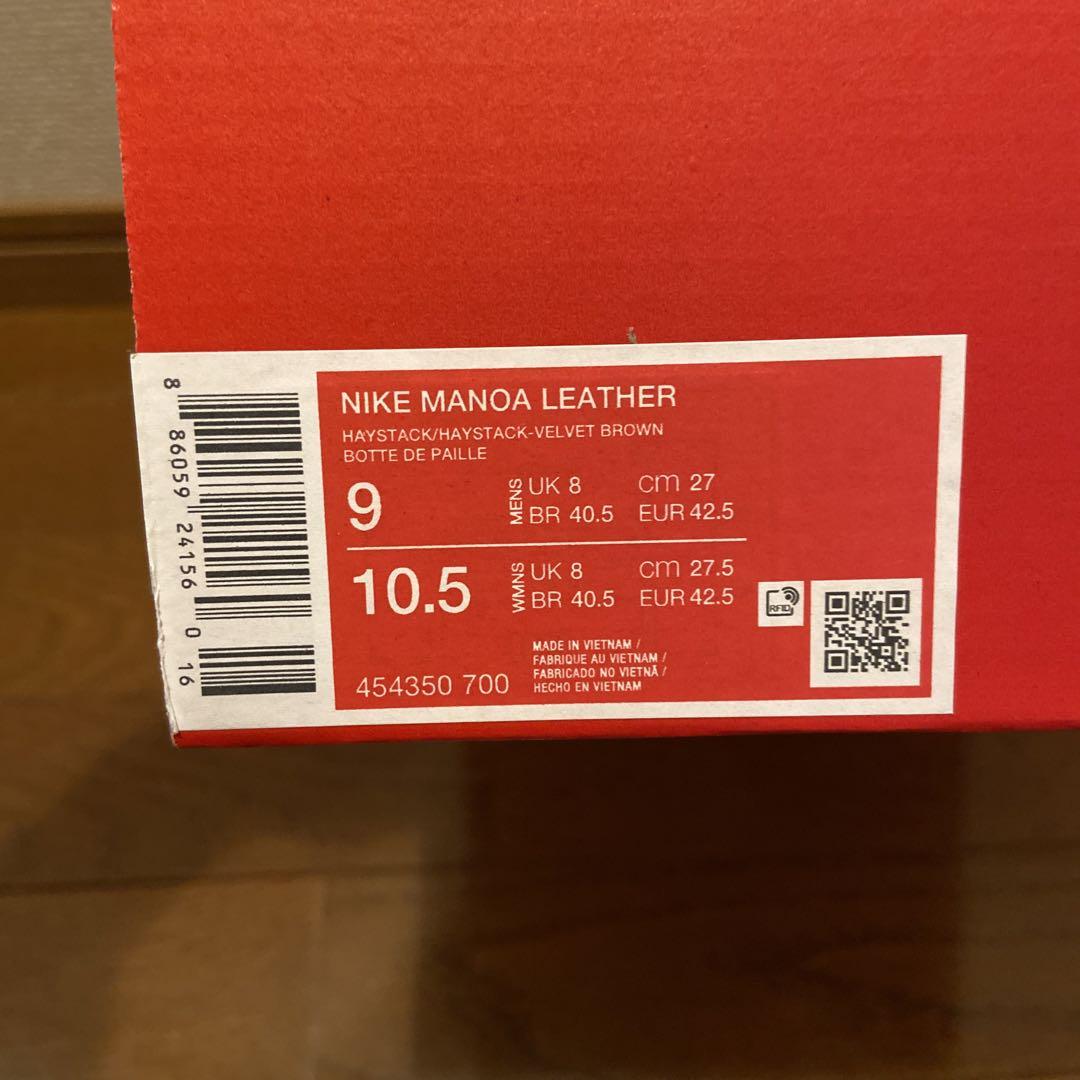 NIKE MANOA LEATHER
HAYSTACK/HAYSTACK-VELVET BROWN
BOTTE DE PAILLE
9
MENS
UK 8 CM 27
BR 40.5 EUR 42.5
10.5
WMNS
UK 8 CM 27.5
BR 40.5 EUR 42.5
454350 700
MADE IN VIETNAM /
FABRIQUE AU VIETNAM /
FABRICADO NO VIETNÃ /
HECHO EN VIETNAM
RFID
8 86059 24156 0 16